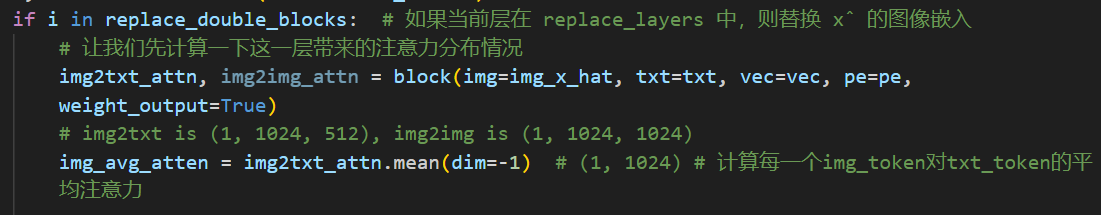 if i in replace_double_blocks:  # 如果当前层在 replace_layers 中，则替换 xˆ 的图像嵌入
# 让我们先计算一下这一层带来的注意力分布情况
img2txt_attn, img2img_attn = block(img=img_x_hat, txt=txt, vec=vec, pe=pe,
weight_output=True)
# img2txt is (1, 1024, 512), img2img is (1, 1024, 1024)
img_avg_atten = img2txt_attn.mean(dim=-1)  # (1, 1024) # 计算每一个img_token对txt_token的平
均注意力